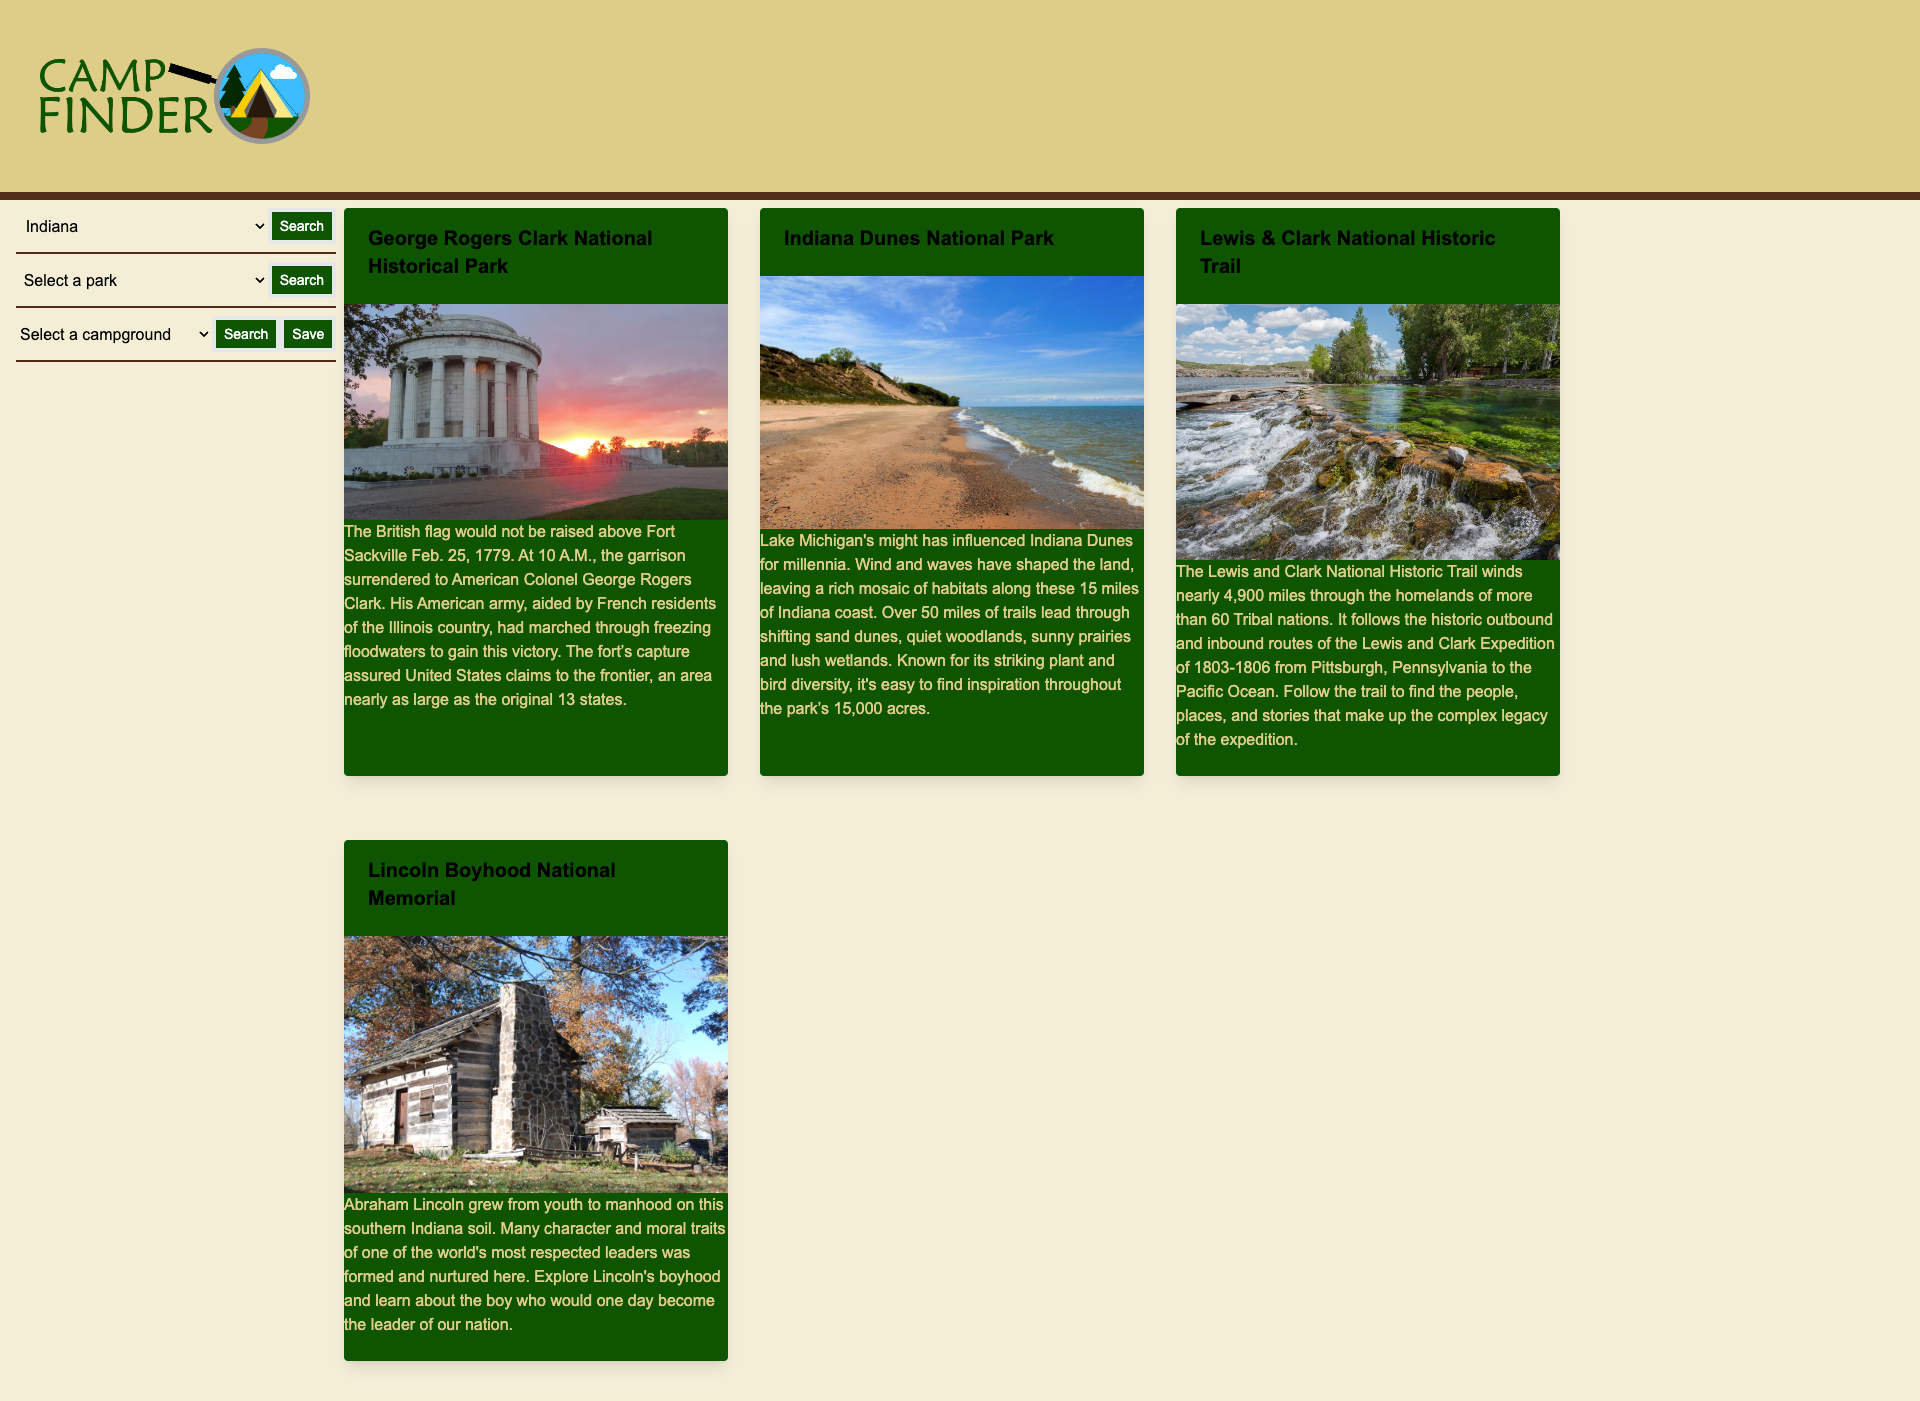 CAMP
FINDER
Indiana
Search
Select a park
Search
Select a campground
Search
Save
George Rogers Clark National
Historical Park
The British flag would not be raised above Fort
Sackville Feb. 25, 1779. At 10 A.M., the garrison
surrendered to American Colonel George Rogers
Clark. His American army, aided by French residents
of the Illinois country, had marched through freezing
floodwaters to gain this victory. The fort's capture
assured United States claims to the frontier, an area
nearly as large as the original 13 states.
Indiana Dunes National Park
Lake Michigan's might has influenced Indiana Dunes
for millennia. Wind and waves have shaped the land,
leaving a rich mosaic of habitats along these 15 miles
of Indiana coast. Over 50 miles of trails lead through
shifting sand dunes, quiet woodlands, sunny prairies
and lush wetlands. Known for its striking plant and
bird diversity, it's easy to find inspiration throughout
the park's 15,000 acres.
Lewis & Clark National Historic
Trail
The Lewis and Clark National Historic Trail winds
nearly 4,900 miles through the homelands of more
than 60 Tribal nations. It follows the historic outbound
and inbound routes of the Lewis and Clark Expedition
of 1803-1806 from Pittsburgh, Pennsylvania to the
Pacific Ocean. Follow the trail to find the people,
places, and stories that make up the complex legacy
of the expedition.
Lincoln Boyhood National
Memorial
Abraham Lincoln grew from youth to manhood on this
southern Indiana soil. Many character and moral traits
of one of the world's most respected leaders was
formed and nurtured here. Explore Lincoln's boyhood
and learn about the boy who would one day become
the leader of our nation.